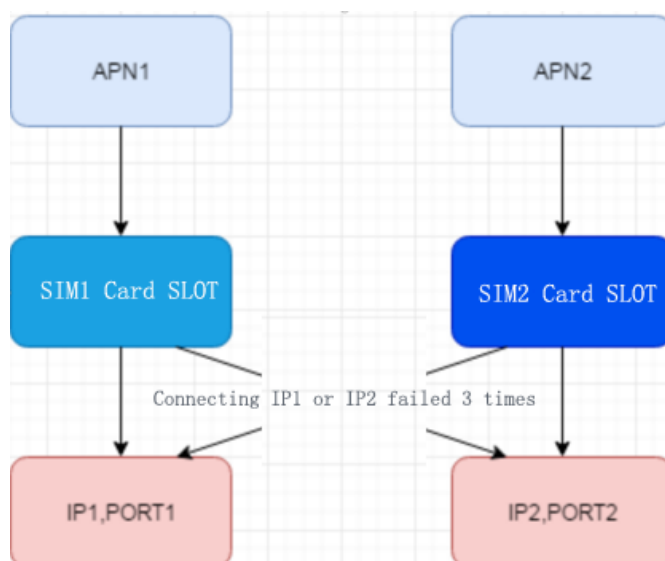 APN1
APN2
SIM1 Card SLOT
SIM2 Card SLOT
Connecting IP1 or IP2 failed 3 times
IP1,PORT1
IP2,PORT2